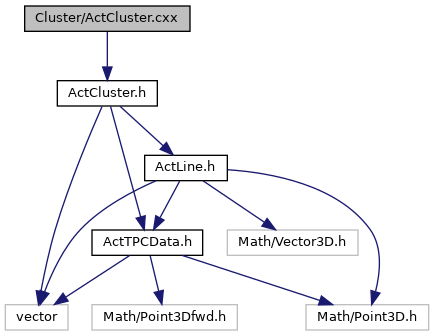 Cluster/ActCluster.cxx
ActCluster.h
ActLine.h
ActTPCData.h
Math/Vector3D.h
vector
Math/Point3Dfwd.h
Math/Point3D.h